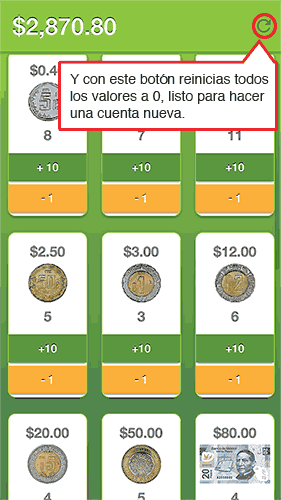 $2,870.80
$0.4
Y con este botón reinicias todos
los valores a 0, listo para hacer
una cuenta nueva.
8 7 11
+10 +10 +10
- 1 - 1 - 1
$2.50 $3.00 $12.00
5 3 6
+10 +10 +10
- 1 - 1 - 1
$20.00 $50.00 $80.00
4 5 4